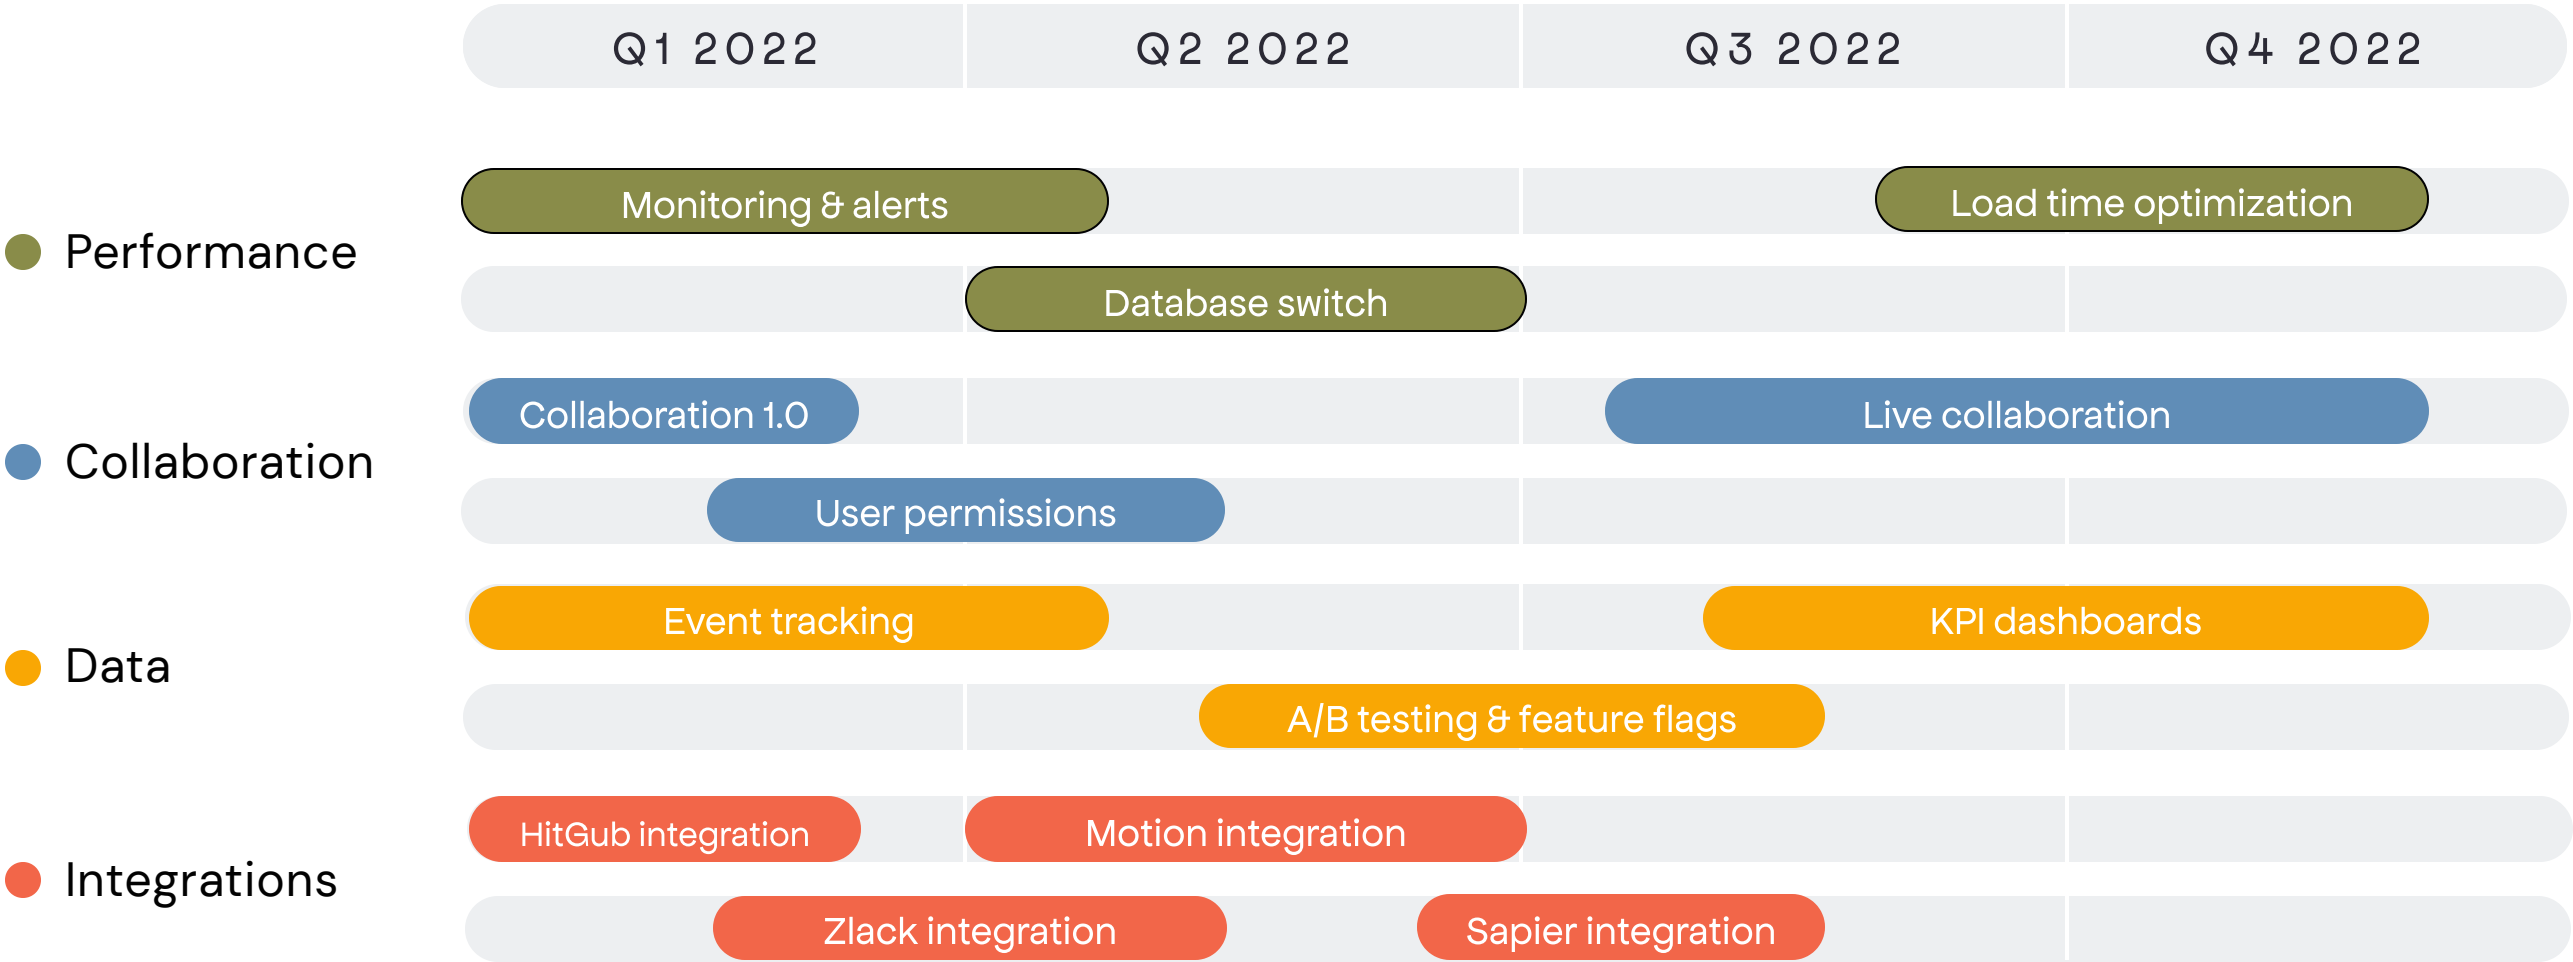 Q1 2022
Q2 2022
Q3 2022
Q4 2022
Performance
Monitoring & alerts
Load time optimization
Database switch
Collaboration
Collaboration 1.0
Live collaboration
User permissions
Data
Event tracking
KPI dashboards
A/B testing & feature flags
Integrations
HitGub integration
Motion integration
Zlack integration
Sapier integration